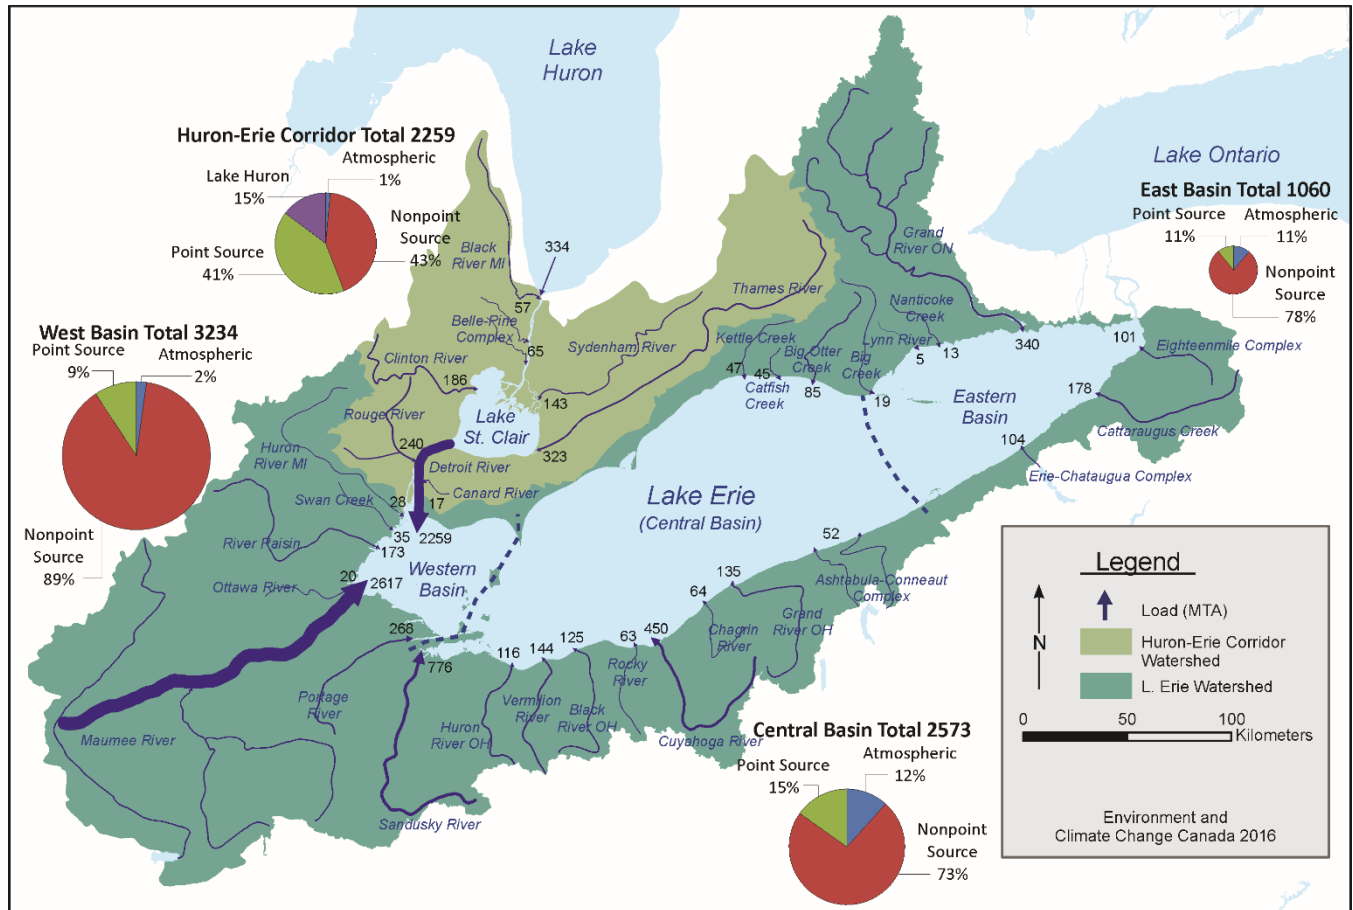 Lake
Huron
Huron-Erie Corridor Total 2259
Atmospheric
1%
Lake Huron
15%
Nonpoint
Source
43%
Point Source
41%
Lake Ontario
East Basin Total 1060
Point Source
11%
Atmospheric
11%
Nonpoint
Source
78%
West Basin Total 3234
Point Source
9%
Atmospheric
2%
Nonpoint
Source
89%
Black
River MI
334
57
Belle-Pine
Complex
65
Clinton River
186
Sydenham River
Thames River
143
323
Lake
St. Clair
Rouge River
240
Detroit River
Canard River
17
Huron
River MI
Swan Creek
28
35
2259
River Raisin
173
Ottawa River
20
2617
Western
Basin
Grand
River ON
Nanticoke
Creek
Lynn River
Kettle Creek
Big Otter
Creek
Big
Creek
47
45
Catfish
Creek
85
19
5
13
340
101
Eighteenmile Complex
Eastern
Basin
178
Cattaraugus Creek
104
Erie-Chataugua Complex
Lake Erie
(Central Basin)
52
Ashtabula-Conneaut
Complex
135
64
Grand
River OH
Chagrin
River
268
776
116
144
125
63
450
Portage
River
Maumee River
Sandusky River
Huron
River OH
Vermilion
River
Black
River OH
Rocky
River
Cuyahoga River
Central Basin Total 2573
Point Source
15%
Atmospheric
12%
Nonpoint
Source
73%
Legend
N
Load (MTA)
Huron-Erie Corridor
Watershed
L. Erie Watershed
0 50 100
Kilometers
Environment and
Climate Change Canada 2016